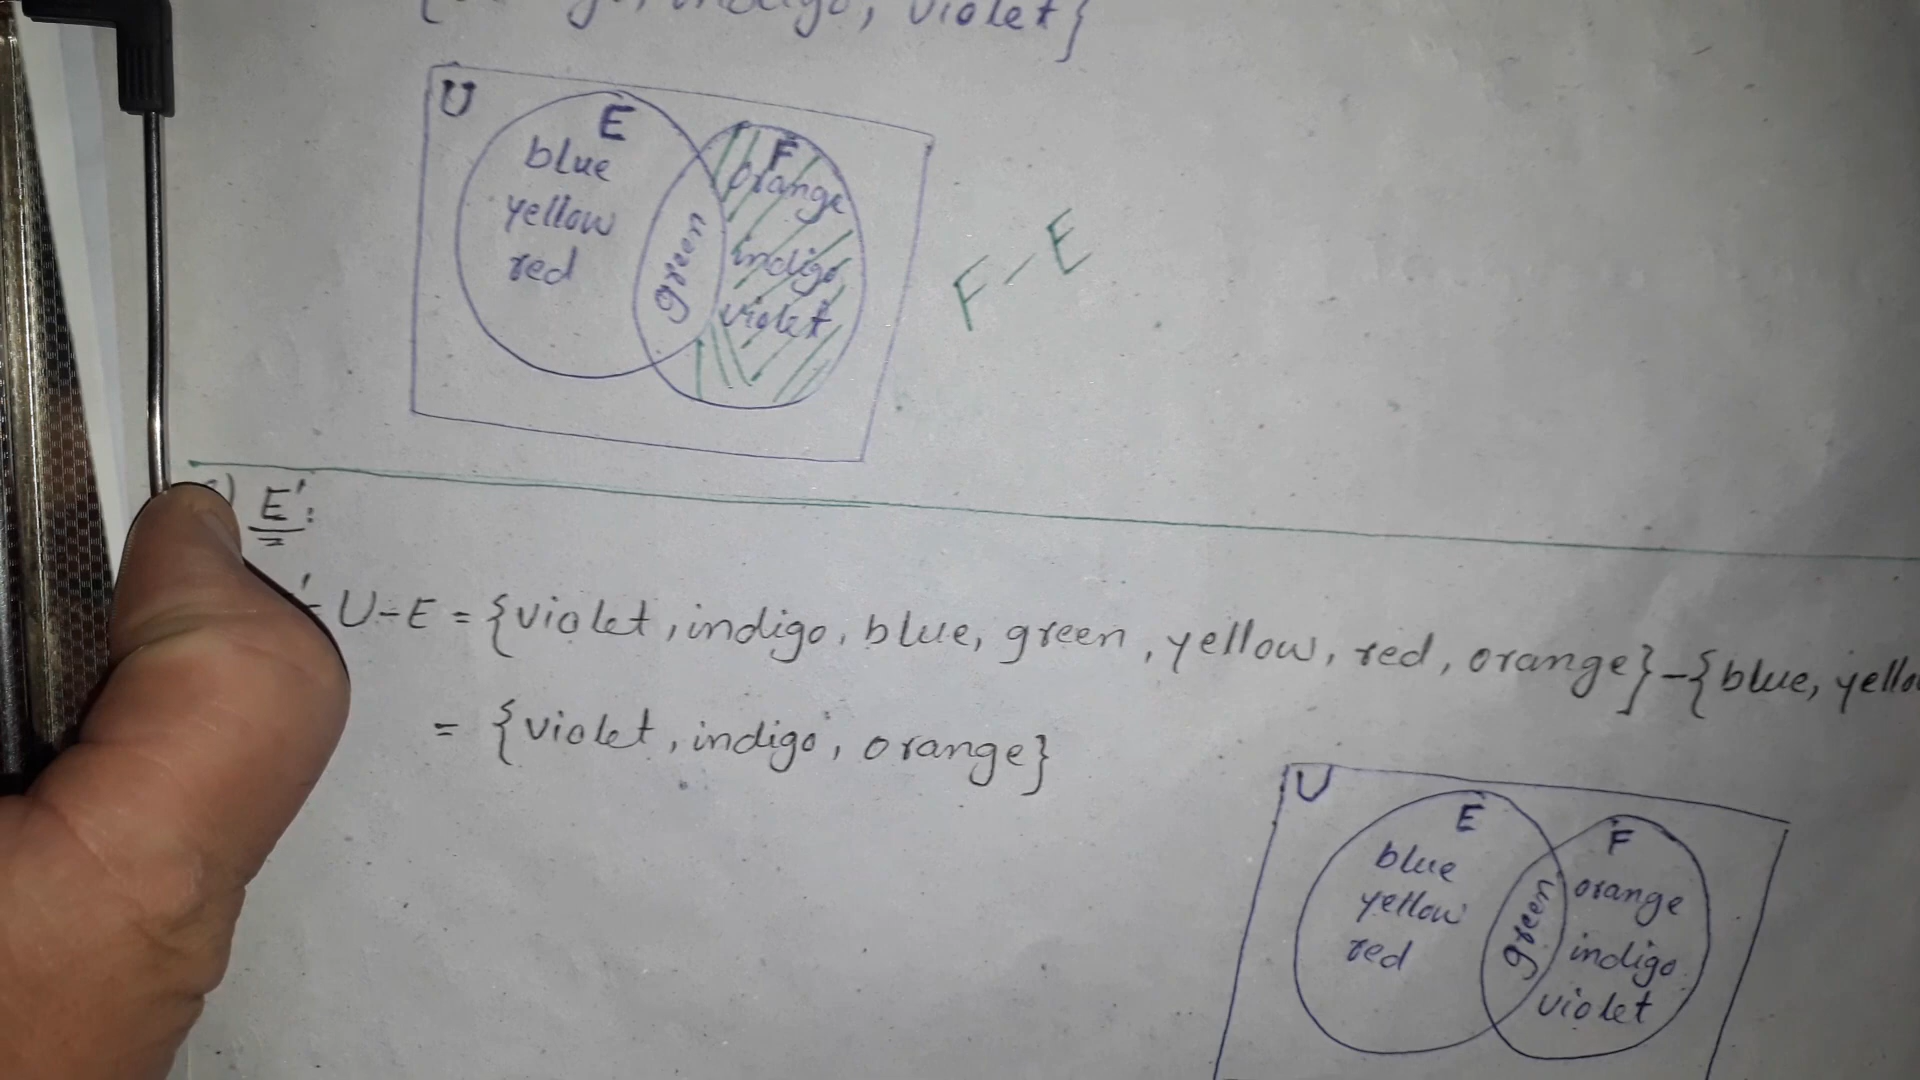 indigo, violet}
U
E
F
blue
orange
yellow
green
indigo
red
violet
F-E
E':
U-E = {violet, indigo, blue, green, yellow, red, orange}-{blue,
= {violet, indigo, orange}
U
E
F
blue
orange
yellow
green
indigo
red
violet